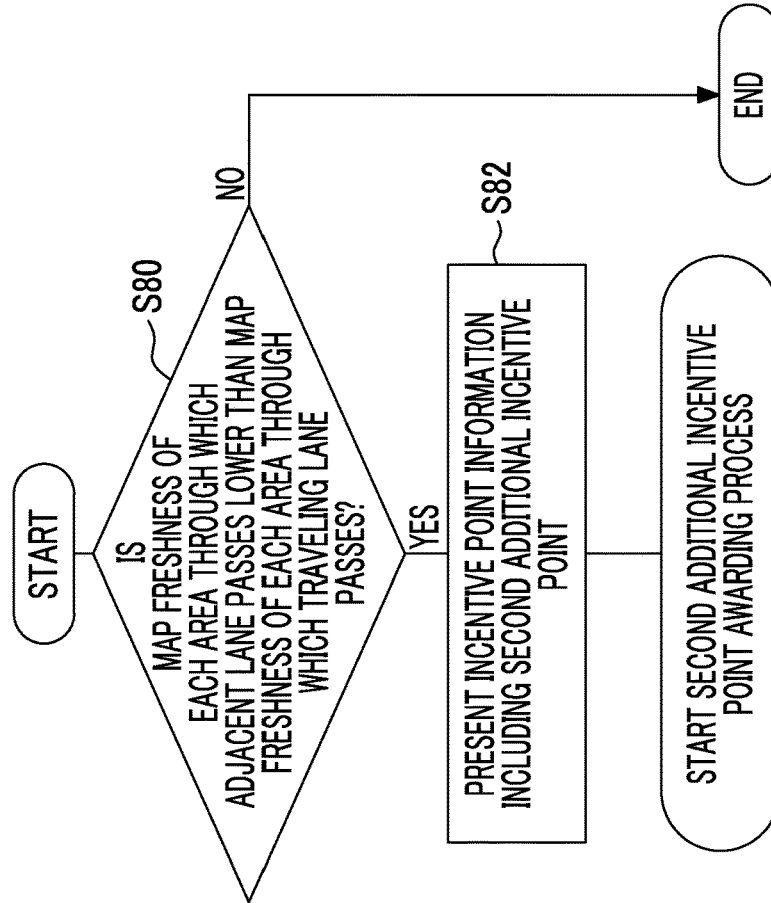 START
IS
MAP FRESHNESS OF
EACH AREA THROUGH WHICH
ADJACENT LANE PASSES LOWER THAN MAP
FRESHNESS OF EACH AREA THROUGH
WHICH TRAVELING LANE
PASSES?
S80
NO
YES
PRESENT INCENTIVE POINT INFORMATION
INCLUDING SECOND ADDITIONAL INCENTIVE
POINT
S82
START SECOND ADDITIONAL INCENTIVE
POINT AWARDING PROCESS
END